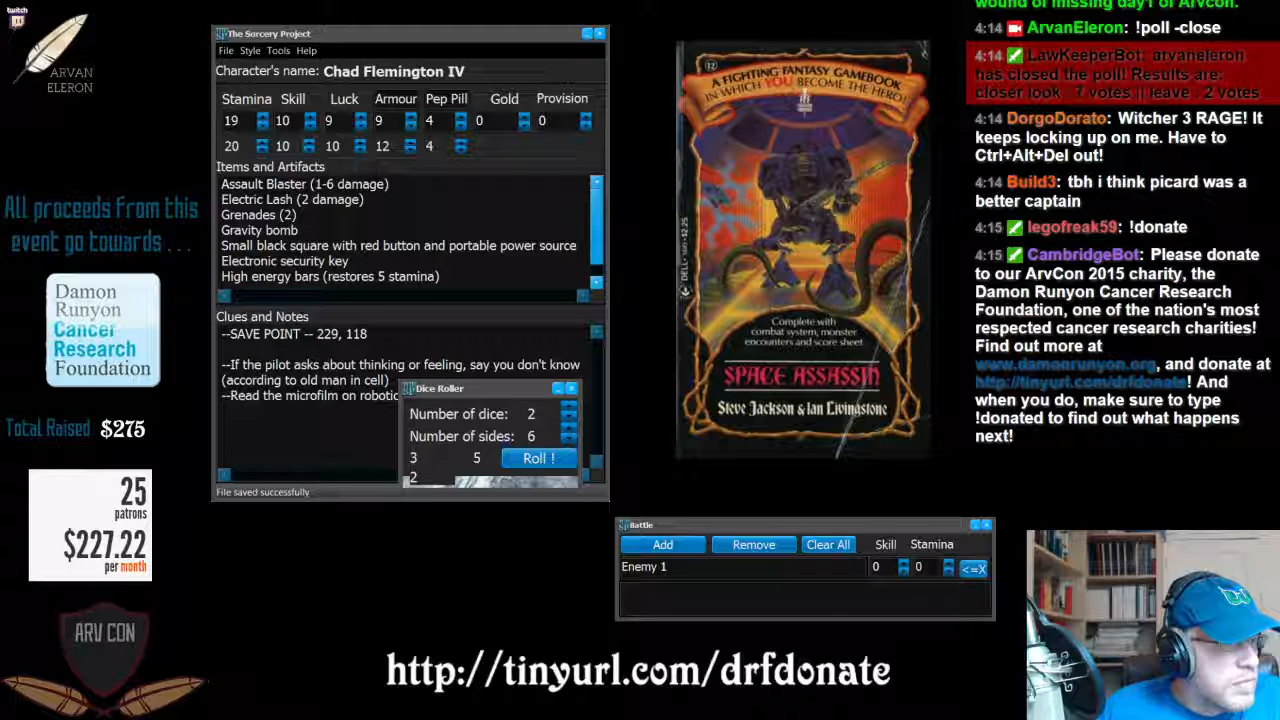 twitch
ARVAN
ELERON
All proceeds from this
event go towards . . .
Damon
Runyon
Cancer
Research
Foundation
Total Raised $275
25
patrons
$227.22
per month
ARV CON
The Sorcery Project
File Style Tools Help
Character's name: Chad Flemington IV
Stamina Skill Luck Armour Pep Pill Gold Provision
19 10 9 9 4 0 0
20 10 10 12 4
Items and Artifacts
Assault Blaster (1-6 damage)
Electric Lash (2 damage)
Grenades (2)
Gravity bomb
Small black square with red button and portable power source
Electronic security key
High energy bars (restores 5 stamina)
Clues and Notes
--SAVE POINT -- 229, 118
--If the pilot asks about thinking or feeling, say you don't know
(according to old man in cell)
--Read the microfilm on robotic
File saved successfully
Dice Roller
Number of dice: 2
Number of sides: 6
3 5 Roll !
2
12
A FIGHTING FANTASY GAMEBOOK
IN WHICH YOU BECOME THE HERO!
Complete with
combat system, monster
encounters and score sheet
SPACE ASSASSIN
Steve Jackson & Ian Livingstone
Battle
Add Remove Clear All Skill Stamina
Enemy 1 0 0 <=X
http://tinyurl.com/drfdonate
wound of missing day1 of Arvcon.
4:14 ArvanEleron: !poll -close
4:14 LawKeeperBot: arvaneleron
has closed the poll! Results are:
closer look 7 votes || leave 2 votes
4:14 DorgoDorato: Witcher 3 RAGE! It
keeps locking up on me. Have to
Ctrl+Alt+Del out!
4:14 Build3: tbh i think picard was a
better captain
4:15 legofreak59: !donate
4:15 CambridgeBot: Please donate
to our ArvCon 2015 charity, the
Damon Runyon Cancer Research
Foundation, one of the nation's most
respected cancer research charities!
Find out more at
www.damonrunyon.org, and donate at
http://tinyurl.com/drfdonate! And
when you do, make sure to type
!donated to find out what happens
next!